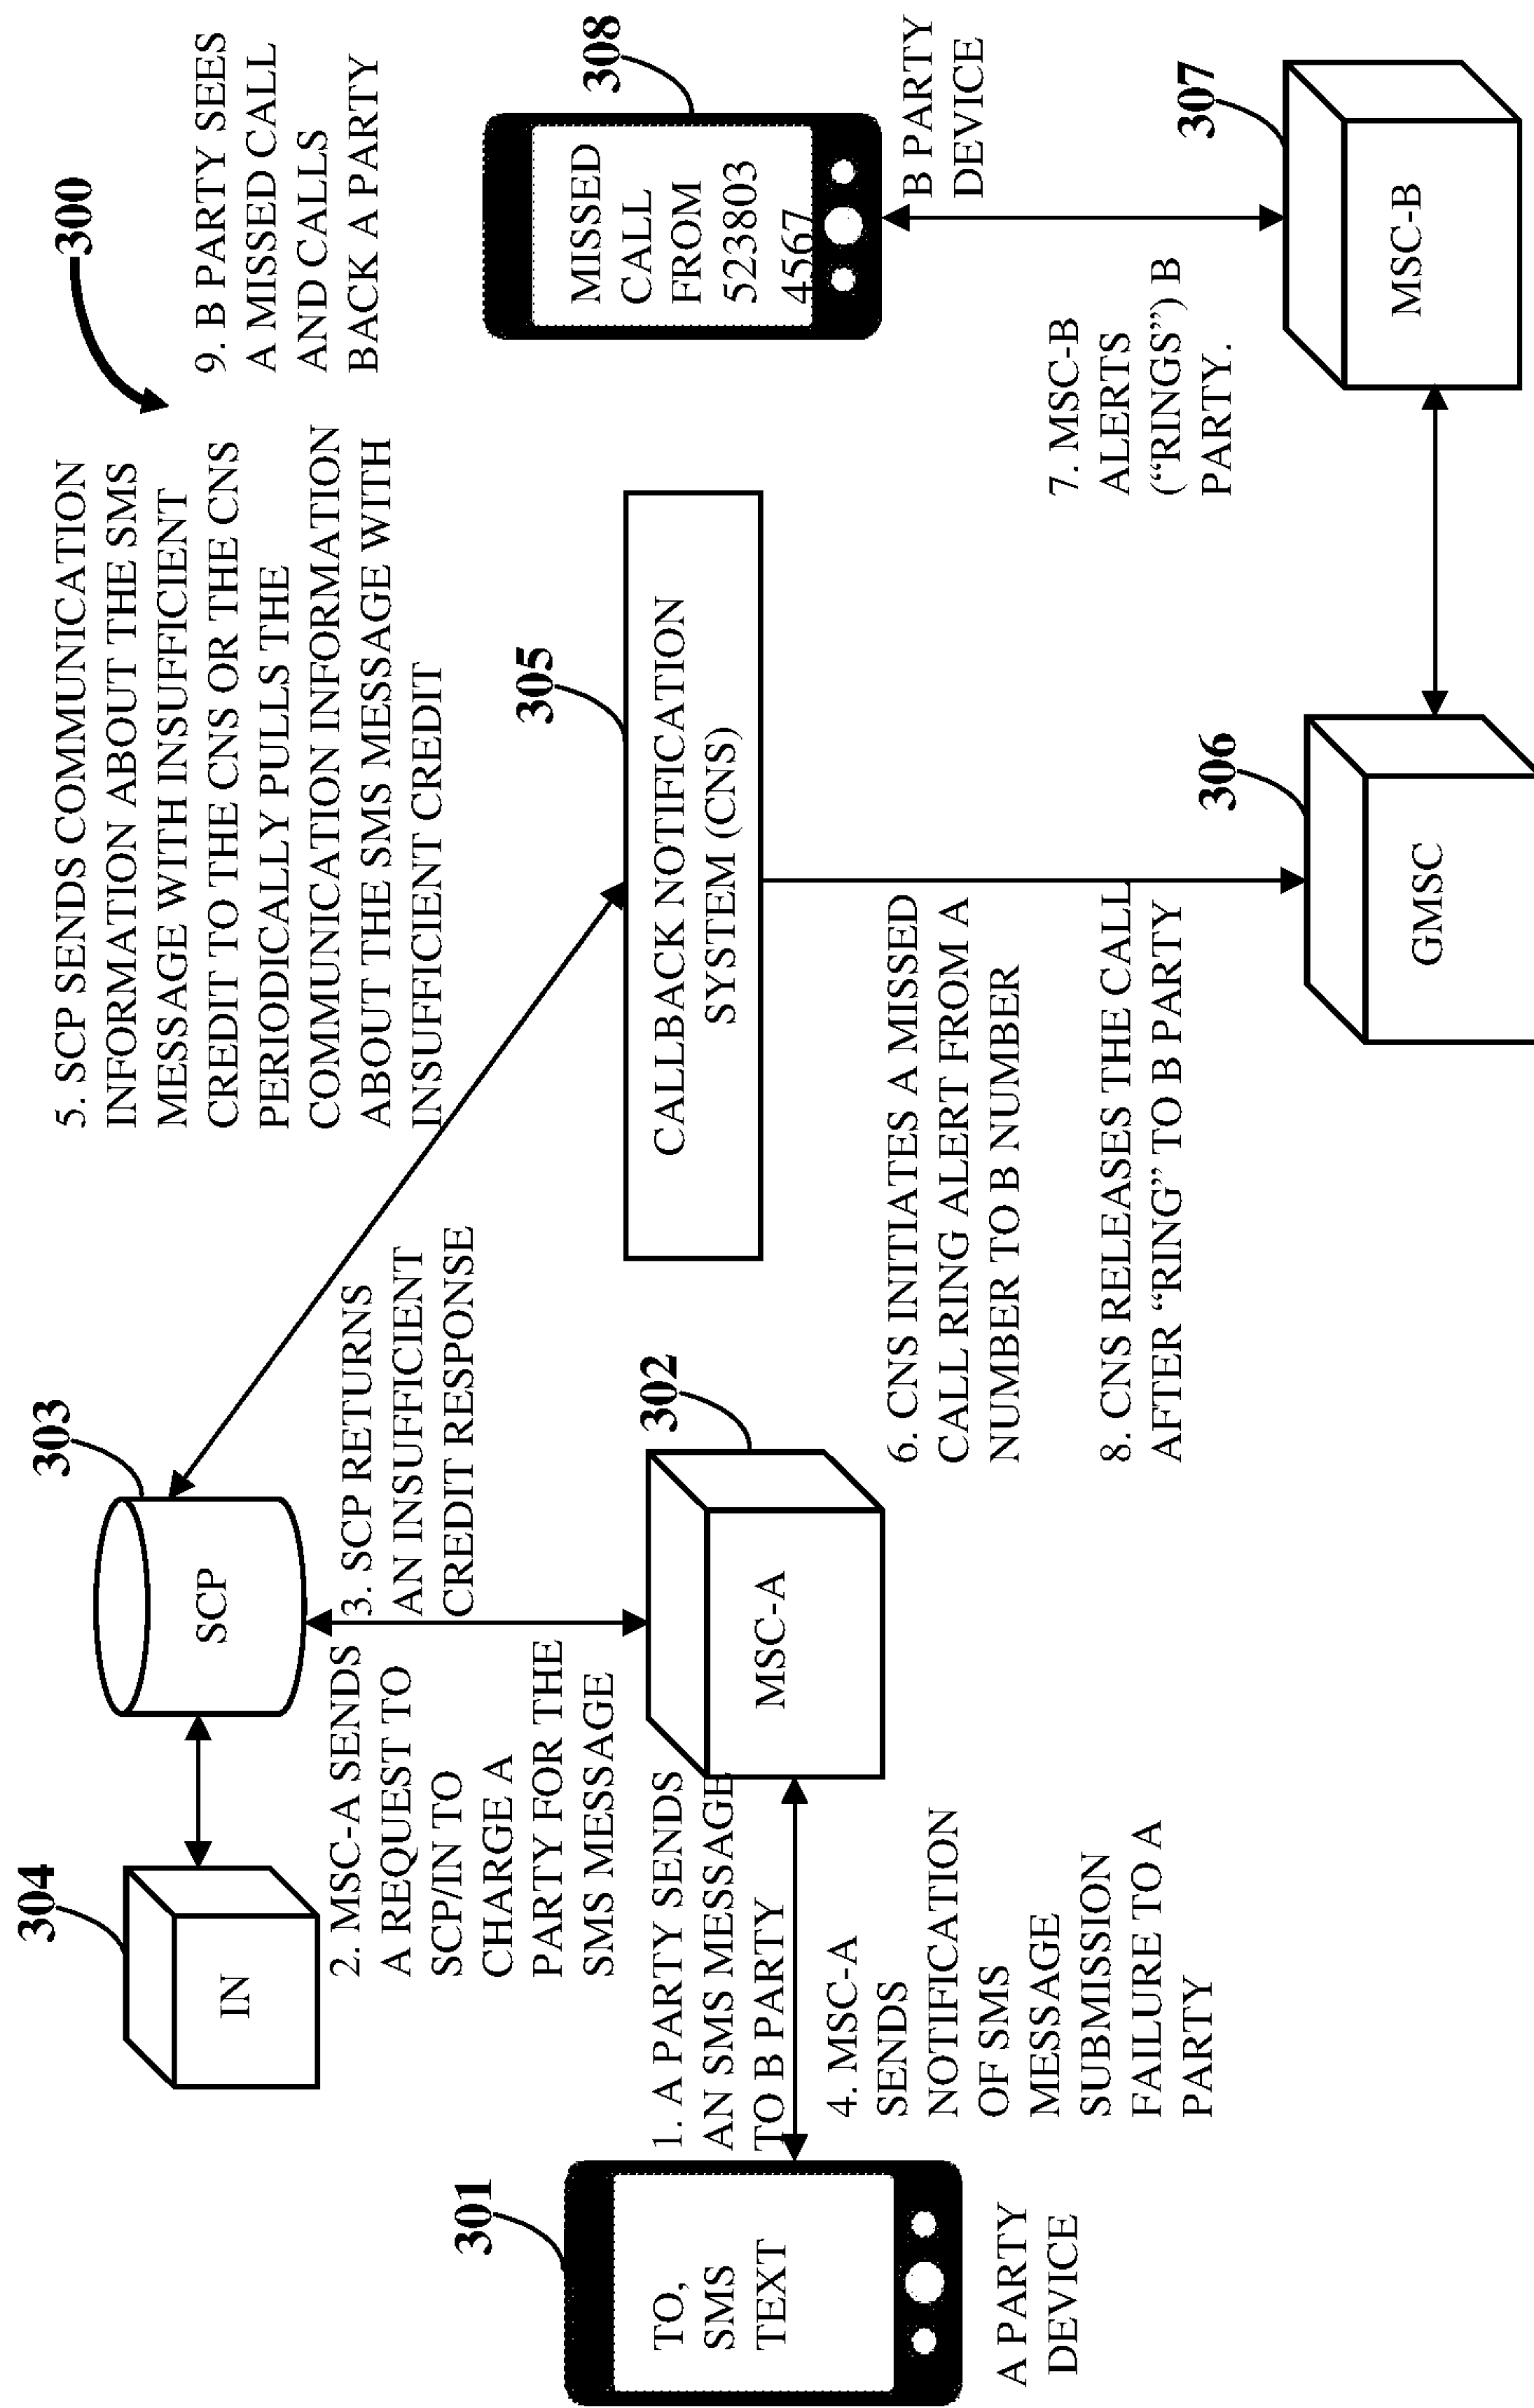 300
304
IN
303
SCP
2. MSC-A SENDS
A REQUEST TO
SCP/IN TO
CHARGE A
PARTY FOR THE
SMS MESSAGE
3. SCP RETURNS
AN INSUFFICIENT
CREDIT RESPONSE
5. SCP SENDS COMMUNICATION
INFORMATION ABOUT THE SMS
MESSAGE WITH INSUFFICIENT
CREDIT TO THE CNS OR THE CNS
PERIODICALLY PULLS THE
COMMUNICATION INFORMATION
ABOUT THE SMS MESSAGE WITH
INSUFFICIENT CREDIT
9. B PARTY SEES
A MISSED CALL
AND CALLS
BACK A PARTY
301
TO,
SMS
TEXT
A PARTY
DEVICE
1. A PARTY SENDS
AN SMS MESSAGE
TO B PARTY
4. MSC-A
SENDS
NOTIFICATION
OF SMS
MESSAGE
SUBMISSION
FAILURE TO A
PARTY
302
MSC-A
305
CALLBACK NOTIFICATION
SYSTEM (CNS)
308
MISSED
CALL
FROM
523803
4567
B PARTY
DEVICE
6. CNS INITIATES A MISSED
CALL RING ALERT FROM A
NUMBER TO B NUMBER
8. CNS RELEASES THE CALL
AFTER “RING” TO B PARTY
7. MSC-B
ALERTS
(“RINGS”) B
PARTY.
306
GMSC
307
MSC-B